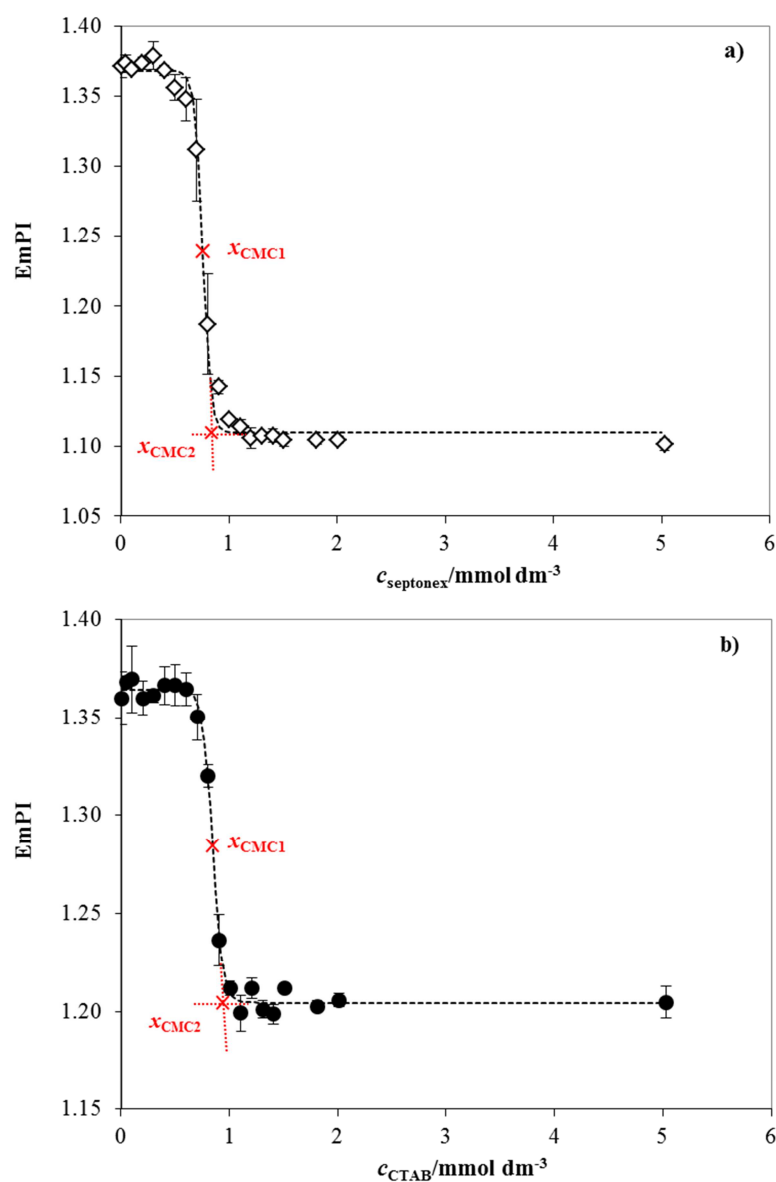 a)
1.40
1.35
1.30
1.25
1.20
1.15
1.10
1.05
EmPI
xCMC1
xCMC2
0 1 2 3 4 5 6
cseptonex/mmol dm-3
b)
1.40
1.35
1.30
1.25
1.20
1.15
EmPI
xCMC1
xCMC2
0 1 2 3 4 5 6
cCTAB/mmol dm-3